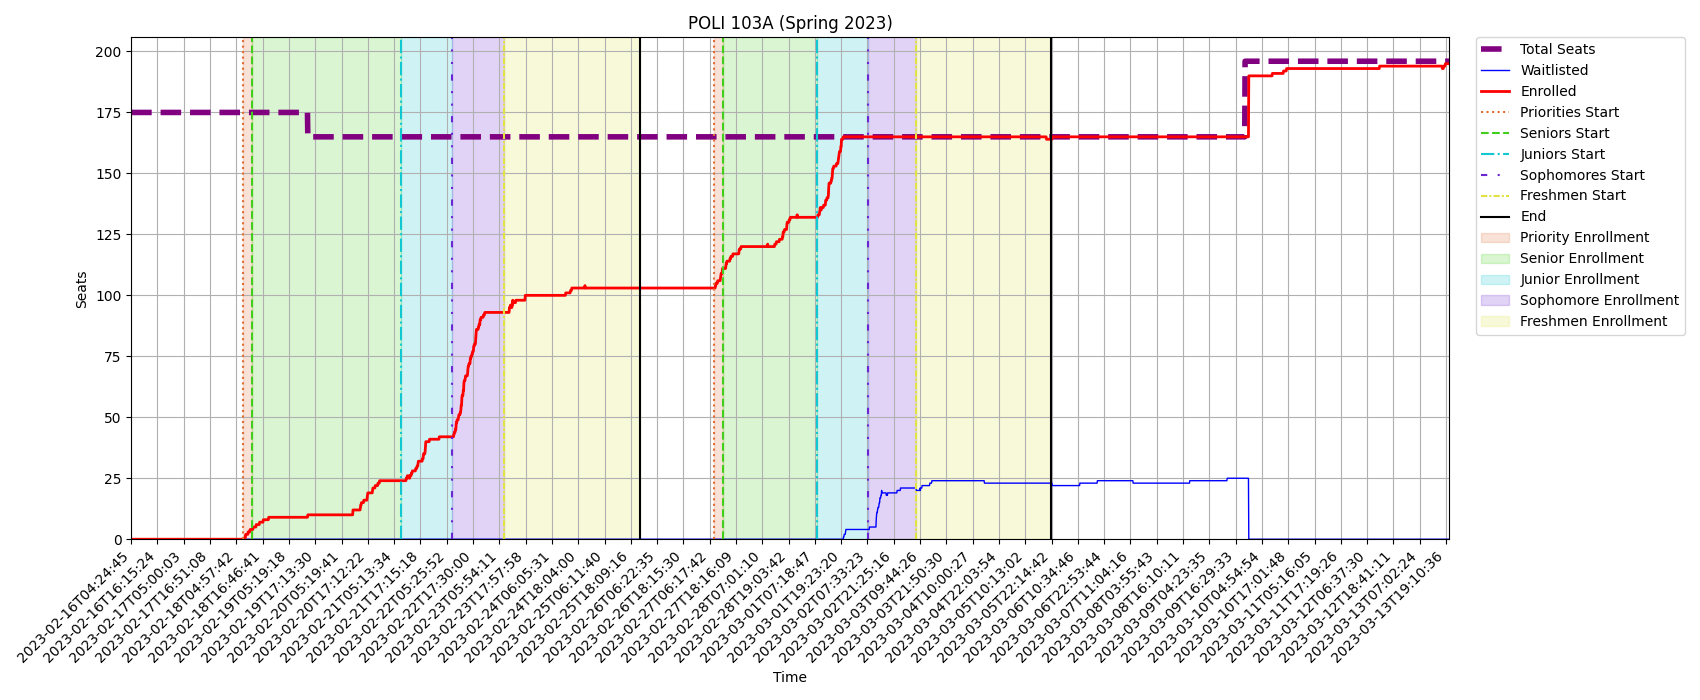 POLI 103A (Spring 2023)
Seats
200
175
150
125
100
75
50
25
0
2023-02-16T04:24:45
2023-02-16T16:15:24
2023-02-17T05:00:03
2023-02-17T16:51:08
2023-02-18T04:57:42
2023-02-18T16:46:41
2023-02-19T05:19:18
2023-02-19T17:13:30
2023-02-20T05:19:41
2023-02-20T17:12:22
2023-02-21T05:13:34
2023-02-21T17:15:18
2023-02-22T05:25:52
2023-02-22T17:30:00
2023-02-23T05:54:11
2023-02-23T17:57:58
2023-02-24T06:05:31
2023-02-24T18:04:00
2023-02-25T06:11:40
2023-02-25T18:09:16
2023-02-26T06:22:35
2023-02-26T18:15:30
2023-02-27T06:17:42
2023-02-27T18:16:09
2023-02-28T07:01:10
2023-02-28T19:03:42
2023-03-01T07:18:47
2023-03-01T19:23:20
2023-03-02T07:33:23
2023-03-02T21:25:16
2023-03-03T09:44:26
2023-03-03T21:50:30
2023-03-04T10:00:27
2023-03-04T22:03:54
2023-03-05T10:13:02
2023-03-05T22:14:42
2023-03-06T10:34:46
2023-03-06T22:53:44
2023-03-07T11:04:16
2023-03-08T03:55:43
2023-03-08T16:10:11
2023-03-09T04:23:35
2023-03-09T16:29:33
2023-03-10T04:54:54
2023-03-10T17:01:48
2023-03-11T05:16:05
2023-03-11T17:19:26
2023-03-12T06:37:30
2023-03-12T18:41:11
2023-03-13T07:02:24
2023-03-13T19:10:36
Time
Total Seats
Waitlisted
Enrolled
Priorities Start
Seniors Start
Juniors Start
Sophomores Start
Freshmen Start
End
Priority Enrollment
Senior Enrollment
Junior Enrollment
Sophomore Enrollment
Freshmen Enrollment